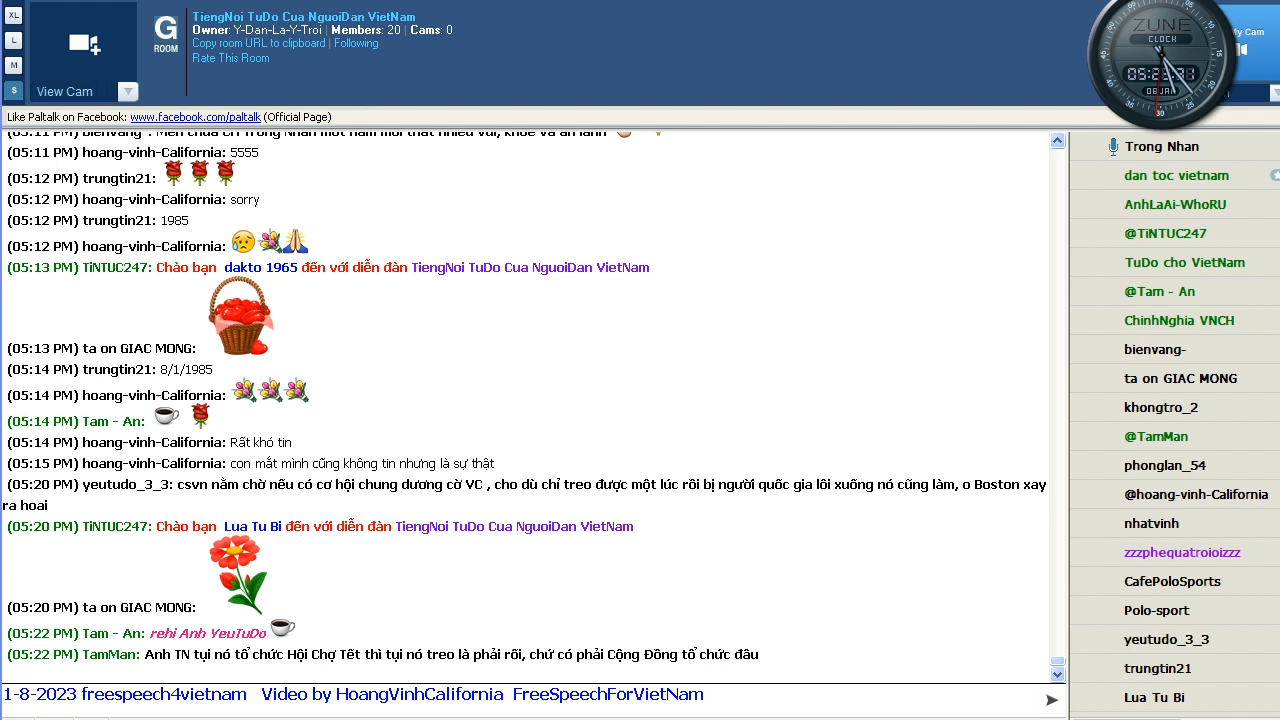 XL
L
M
S
View Cam
G
ROOM
TiengNoi TuDo Cua NguoiDan VietNam
Owner: Y-Dan-La-Y-Troi | Members: 20 | Cams: 0
Copy room URL to clipboard | Following
Rate This Room
ZUNE
CLOCK
My Cam
Like Paltalk on Facebook: www.facebook.com/paltalk (Official Page)
(05:11 PM) hoang-vinh-California: 5555
(05:12 PM) trungtin21:
(05:12 PM) hoang-vinh-California: sorry
(05:12 PM) trungtin21: 1985
(05:12 PM) hoang-vinh-California:
(05:13 PM) TiNTUC247: Chào bạn dakto 1965 đến với diễn đàn TiengNoi TuDo Cua NguoiDan VietNam
(05:13 PM) ta on GIAC MONG:
(05:14 PM) trungtin21: 8/1/1985
(05:14 PM) hoang-vinh-California:
(05:14 PM) Tam - An:
(05:14 PM) hoang-vinh-California: Rất khó tin
(05:15 PM) hoang-vinh-California: con mắt mình cũng không tin nhưng là sự thật
(05:20 PM) yeutudo_3_3: csvn nằm chờ nếu có cơ hội chung dương cờ VC , cho dù chỉ treo được một lúc rồi bị người quốc gia lôi xuống nó cũng làm, o Boston xay
ra hoai
(05:20 PM) TiNTUC247: Chào bạn Lua Tu Bi đến với diễn đàn TiengNoi TuDo Cua NguoiDan VietNam
(05:20 PM) ta on GIAC MONG:
(05:22 PM) Tam - An: rehi Anh YeuTuDo
(05:22 PM) TamMan: Anh TN tụi nó tổ chức Hội Chợ Tết thì tụi nó treo là phải rồi, chứ có phải Cộng Đồng tổ chức đâu
1-8-2023 freespeech4vietnam Video by HoangVinhCalifornia FreeSpeechForVietNam
Trong Nhan
dan toc vietnam
AnhLaAi-WhoRU
@TiNTUC247
TuDo cho VietNam
@Tam - An
ChinhNghia VNCH
bienvang-
ta on GIAC MONG
khongtro_2
@TamMan
phonglan_54
@hoang-vinh-California
nhatvinh
zzzphequatroioizzz
CafePoloSports
Polo-sport
yeutudo_3_3
trungtin21
Lua Tu Bi